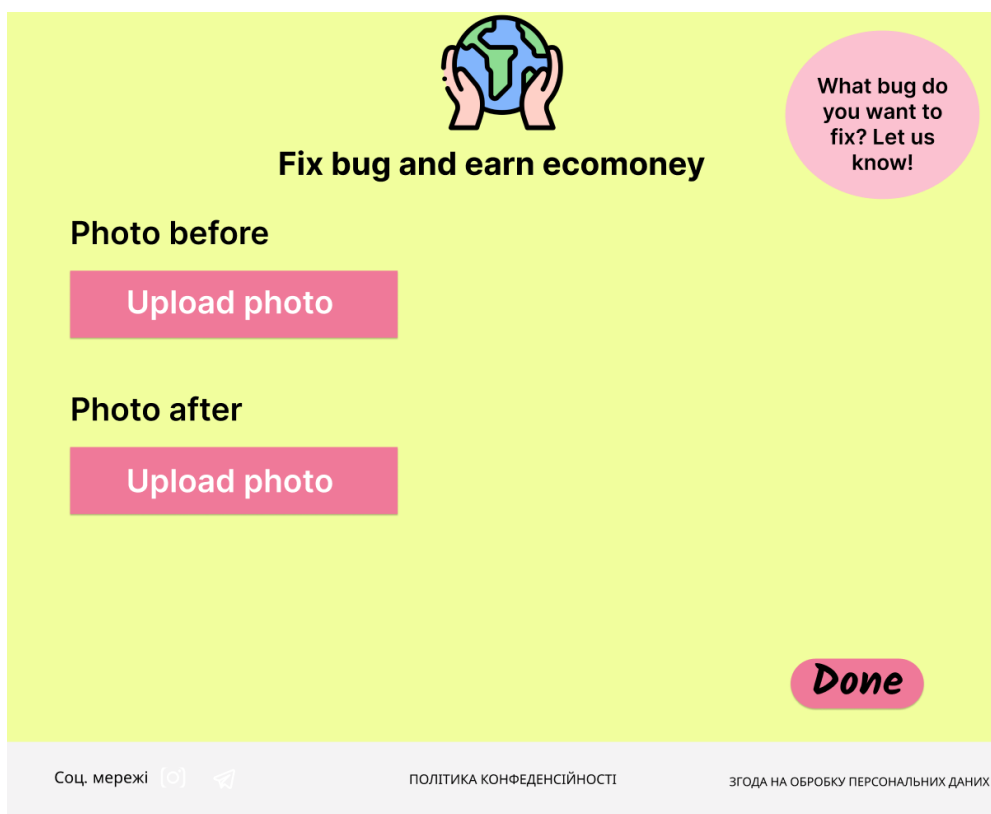 What bug do
you want to
fix? Let us
know!
Fix bug and earn ecomoney
Photo before
Upload photo
Photo after
Upload photo
Done
Соц. мережі
ПОЛІТИКА КОНФЕДЕНСІЙНОСТІ
ЗГОДА НА ОБРОБКУ ПЕРСОНАЛЬНИХ ДАНИХ